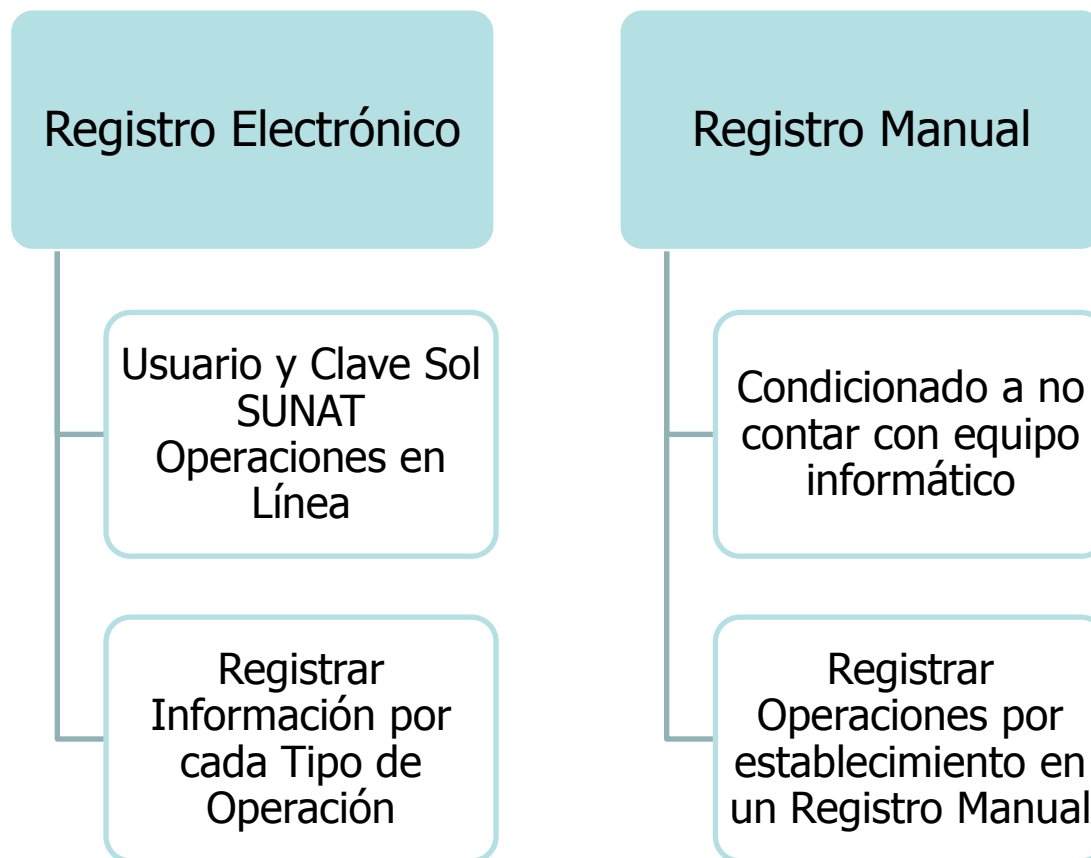 Registro Electrónico
Usuario y Clave Sol
SUNAT
Operaciones en
Línea
Registrar
Información por
cada Tipo de
Operación
Registro Manual
Condicionado a no
contar con equipo
informático
Registrar
Operaciones por
establecimiento en
un Registro Manual